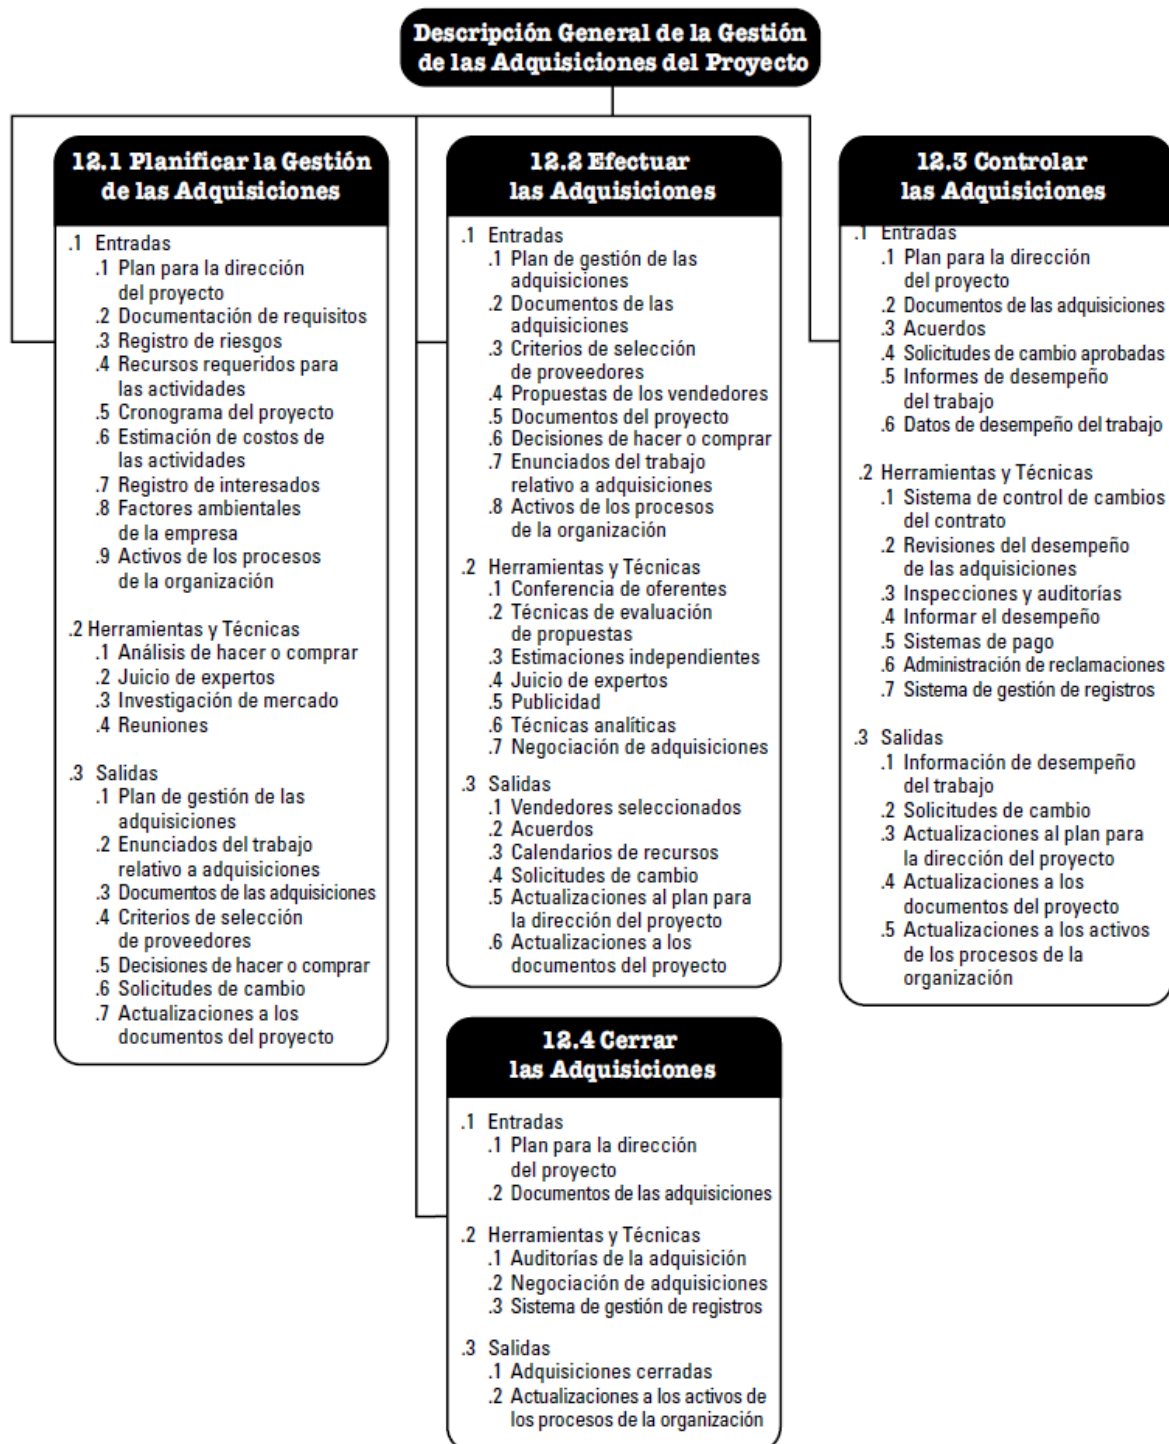 Descripción General de la Gestión
de las Adquisiciones del Proyecto
12.1 Planificar la Gestión
de las Adquisiciones
.1 Entradas
.1 Plan para la dirección
del proyecto
.2 Documentación de requisitos
.3 Registro de riesgos
.4 Recursos requeridos para
las actividades
.5 Cronograma del proyecto
.6 Estimación de costos de
las actividades
.7 Registro de interesados
.8 Factores ambientales
de la empresa
.9 Activos de los procesos
de la organización
.2 Herramientas y Técnicas
.1 Análisis de hacer o comprar
.2 Juicio de expertos
.3 Investigación de mercado
.4 Reuniones
.3 Salidas
.1 Plan de gestión de las
adquisiciones
.2 Enunciados del trabajo
relativo a adquisiciones
.3 Documentos de las adquisiciones
.4 Criterios de selección
de proveedores
.5 Decisiones de hacer o comprar
.6 Solicitudes de cambio
.7 Actualizaciones a los
documentos del proyecto
12.2 Efectuar
las Adquisiciones
.1 Entradas
.1 Plan de gestión de las
adquisiciones
.2 Documentos de las
adquisiciones
.3 Criterios de selección
de proveedores
.4 Propuestas de los vendedores
.5 Documentos del proyecto
.6 Decisiones de hacer o comprar
.7 Enunciados del trabajo
relativo a adquisiciones
.8 Activos de los procesos
de la organización
.2 Herramientas y Técnicas
.1 Conferencia de oferentes
.2 Técnicas de evaluación
de propuestas
.3 Estimaciones independientes
.4 Juicio de expertos
.5 Publicidad
.6 Técnicas analíticas
.7 Negociación de adquisiciones
.3 Salidas
.1 Vendedores seleccionados
.2 Acuerdos
.3 Calendarios de recursos
.4 Solicitudes de cambio
.5 Actualizaciones al plan para
la dirección del proyecto
.6 Actualizaciones a los
documentos del proyecto
12.3 Controlar
las Adquisiciones
.1 Entradas
.1 Plan para la dirección
del proyecto
.2 Documentos de las adquisiciones
.3 Acuerdos
.4 Solicitudes de cambio aprobadas
.5 Informes de desempeño
del trabajo
.6 Datos de desempeño del trabajo
.2 Herramientas y Técnicas
.1 Sistema de control de cambios
del contrato
.2 Revisiones del desempeño
de las adquisiciones
.3 Inspecciones y auditorías
.4 Informar el desempeño
.5 Sistemas de pago
.6 Administración de reclamaciones
.7 Sistema de gestión de registros
.3 Salidas
.1 Información de desempeño
del trabajo
.2 Solicitudes de cambio
.3 Actualizaciones al plan para
la dirección del proyecto
.4 Actualizaciones a los
documentos del proyecto
.5 Actualizaciones a los activos
de los procesos de la
organización
12.4 Cerrar
las Adquisiciones
.1 Entradas
.1 Plan para la dirección
del proyecto
.2 Documentos de las adquisiciones
.2 Herramientas y Técnicas
.1 Auditorías de la adquisición
.2 Negociación de adquisiciones
.3 Sistema de gestión de registros
.3 Salidas
.1 Adquisiciones cerradas
.2 Actualizaciones a los activos de
los procesos de la organización